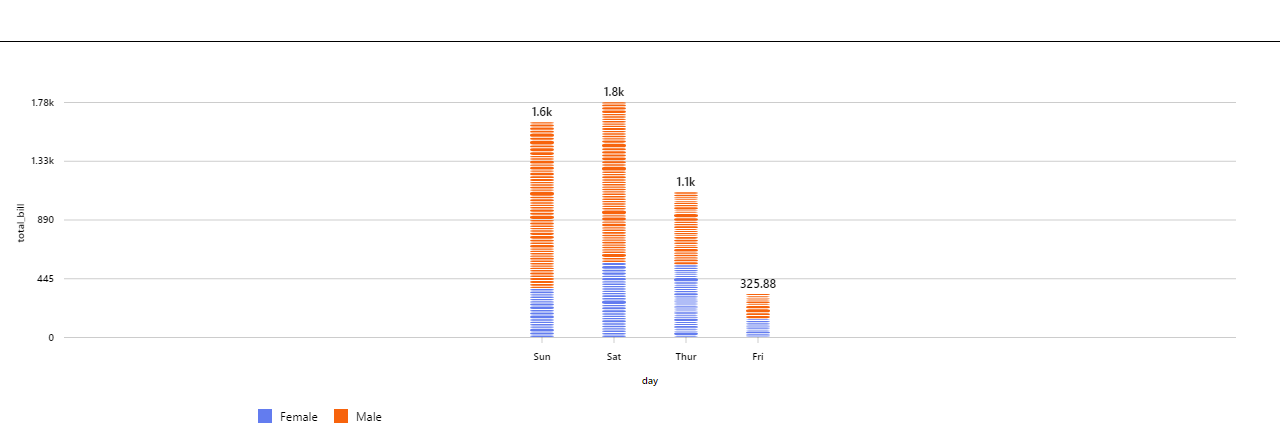 1.8k
1.78k
1.6k
1.33k
1.1k
890
total_bill
445
325.88
0
Sun Sat Thur Fri
day
Female Male